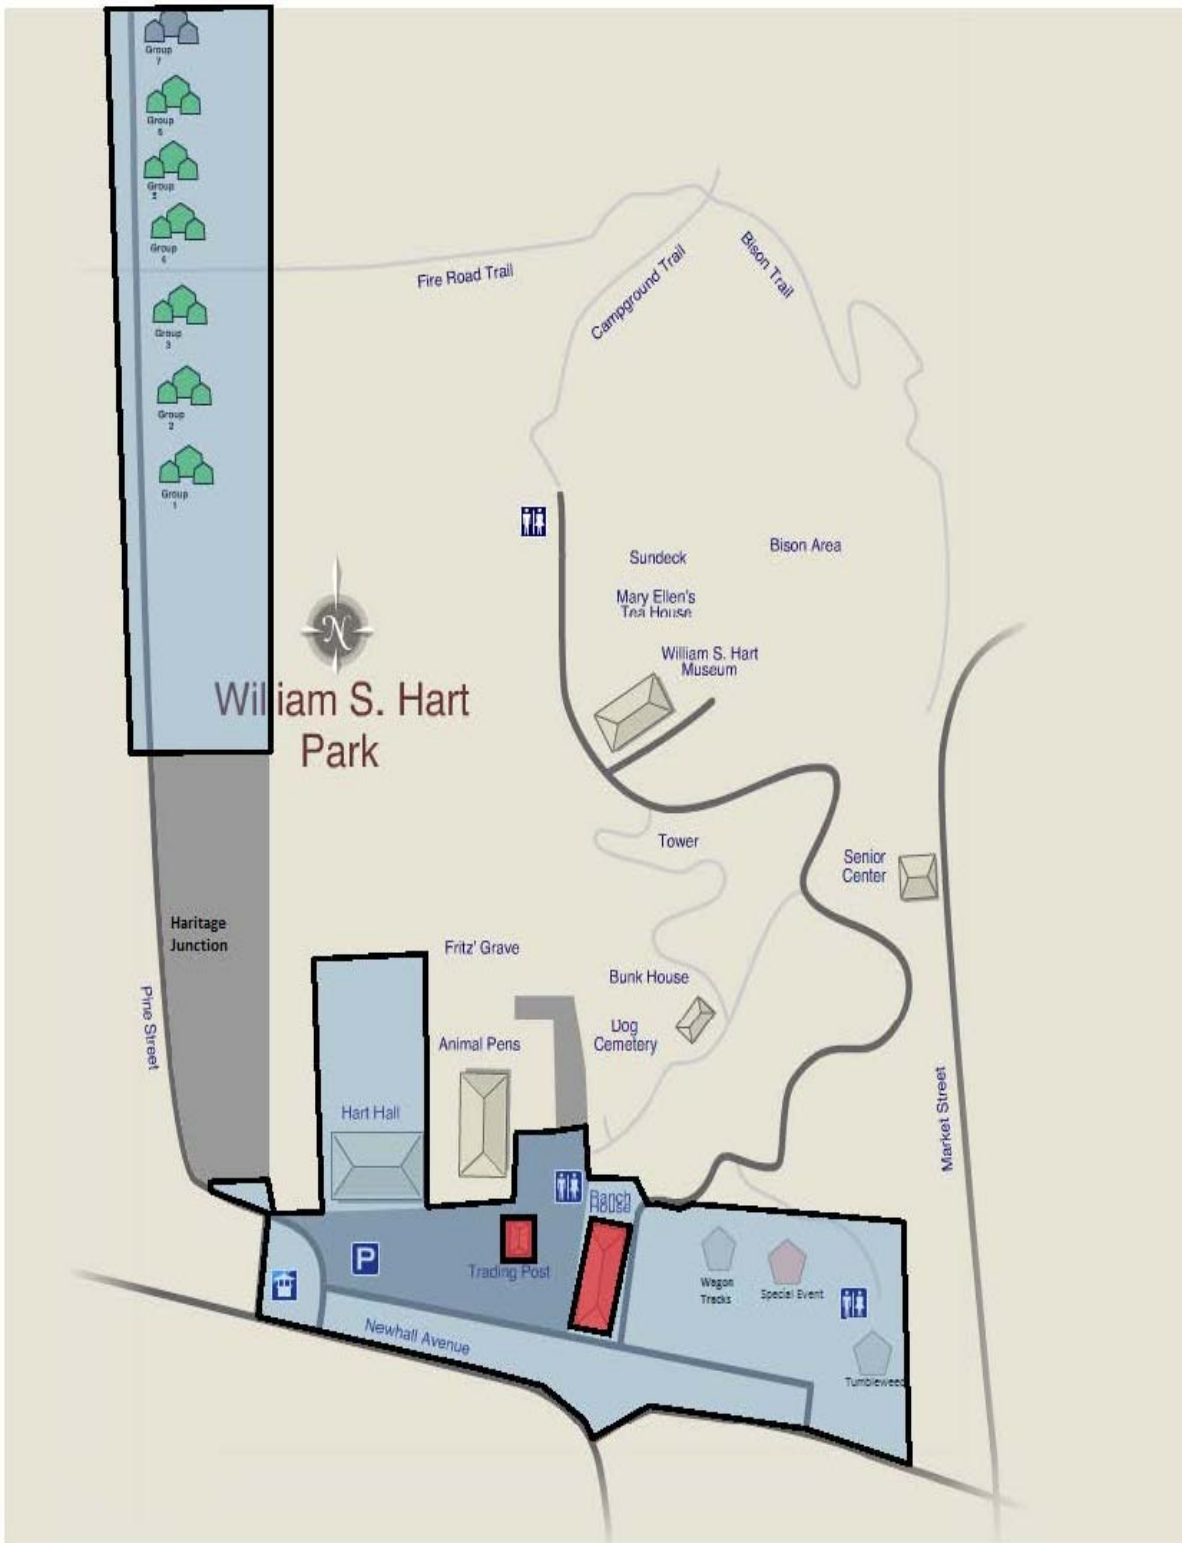 Group
7
Group
6
Group
5
Group
4
Group
3
Group
2
Group
1
Fire Road Trail
Campground Trail
Bison Trail
Sundeck
Bison Area
Mary Ellen's
Tea House
William S. Hart
Museum
N
William S. Hart
Park
Tower
Senior
Center
Haritage
Junction
Fritz' Grave
Bunk House
Pine Street
Dog
Cemetery
Animal Pens
Market Street
Hart Hall
Ranch
House
P
Trading Post
Wagon
Tracks
Special Event
Newhall Avenue
Tumbleweed